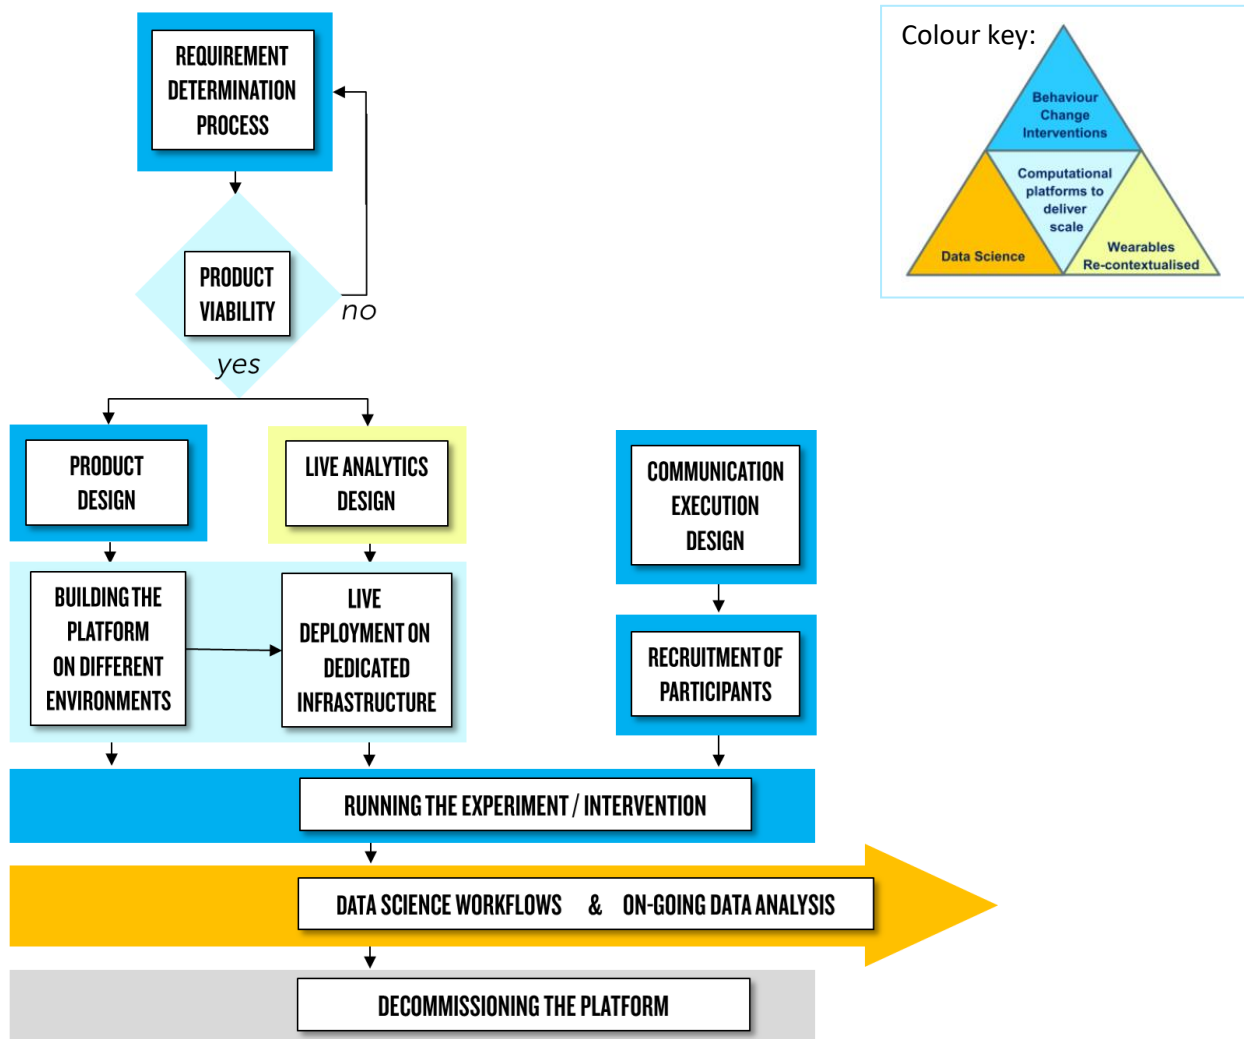 Colour key:
Behaviour
Change
Interventions
Computational
platforms to
deliver
scale
Data Science
Wearables
Re-contextualised
REQUIREMENT
DETERMINATION
PROCESS
PRODUCT
VIABILITY
no
yes
PRODUCT
DESIGN
LIVE ANALYTICS
DESIGN
COMMUNICATION
EXECUTION
DESIGN
BUILDING THE
PLATFORM
ON DIFFERENT
ENVIRONMENTS
LIVE
DEPLOYMENT ON
DEDICATED
INFRASTRUCTURE
RECRUITMENT OF
PARTICIPANTS
RUNNING THE EXPERIMENT / INTERVENTION
DATA SCIENCE WORKFLOWS & ON-GOING DATA ANALYSIS
DECOMMISSIONING THE PLATFORM